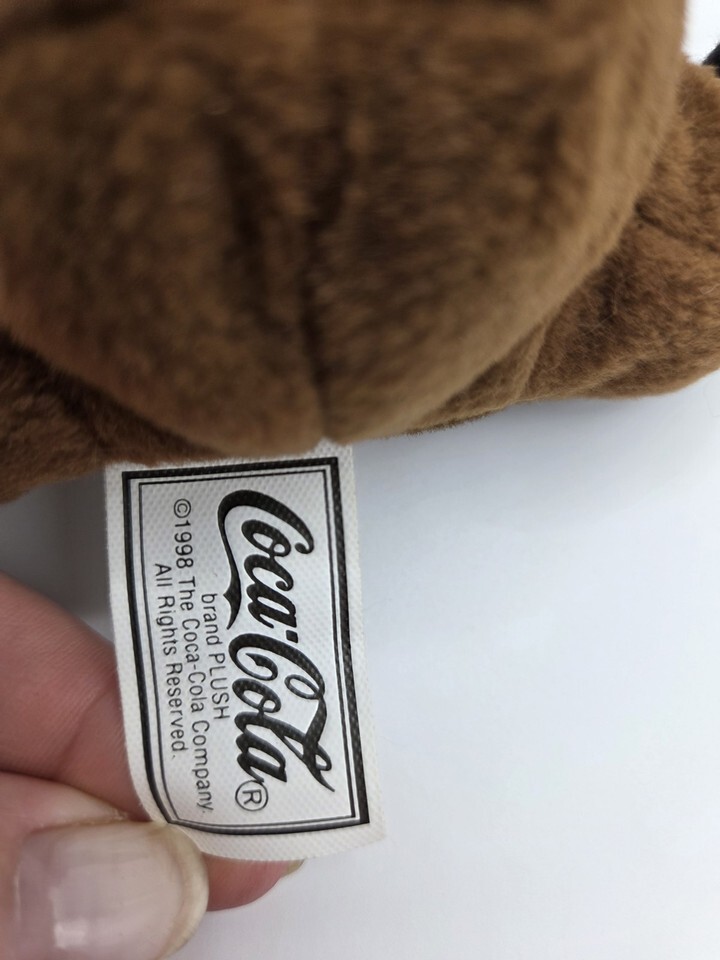 Coca-Cola®
brand PLUSH
©1998 The Coca-Cola Company.
All Rights Reserved.